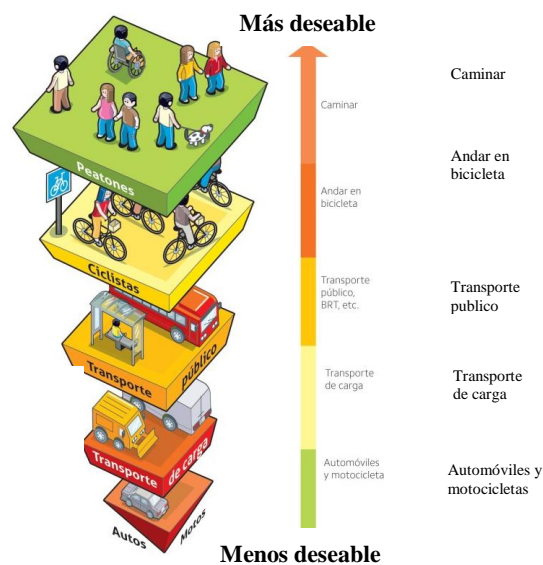 Más deseable
Peatones
Ciclistas
Transporte
público
Transporte
de carga
Autos
Motos
Caminar
Andar en
bicicleta
Transporte
público,
BRT, etc.
Transporte
de carga
Automóviles
y motocicleta
Caminar
Andar en
bicicleta
Transporte
publico
Transporte
de carga
Automóviles y
motocicletas
Menos deseable